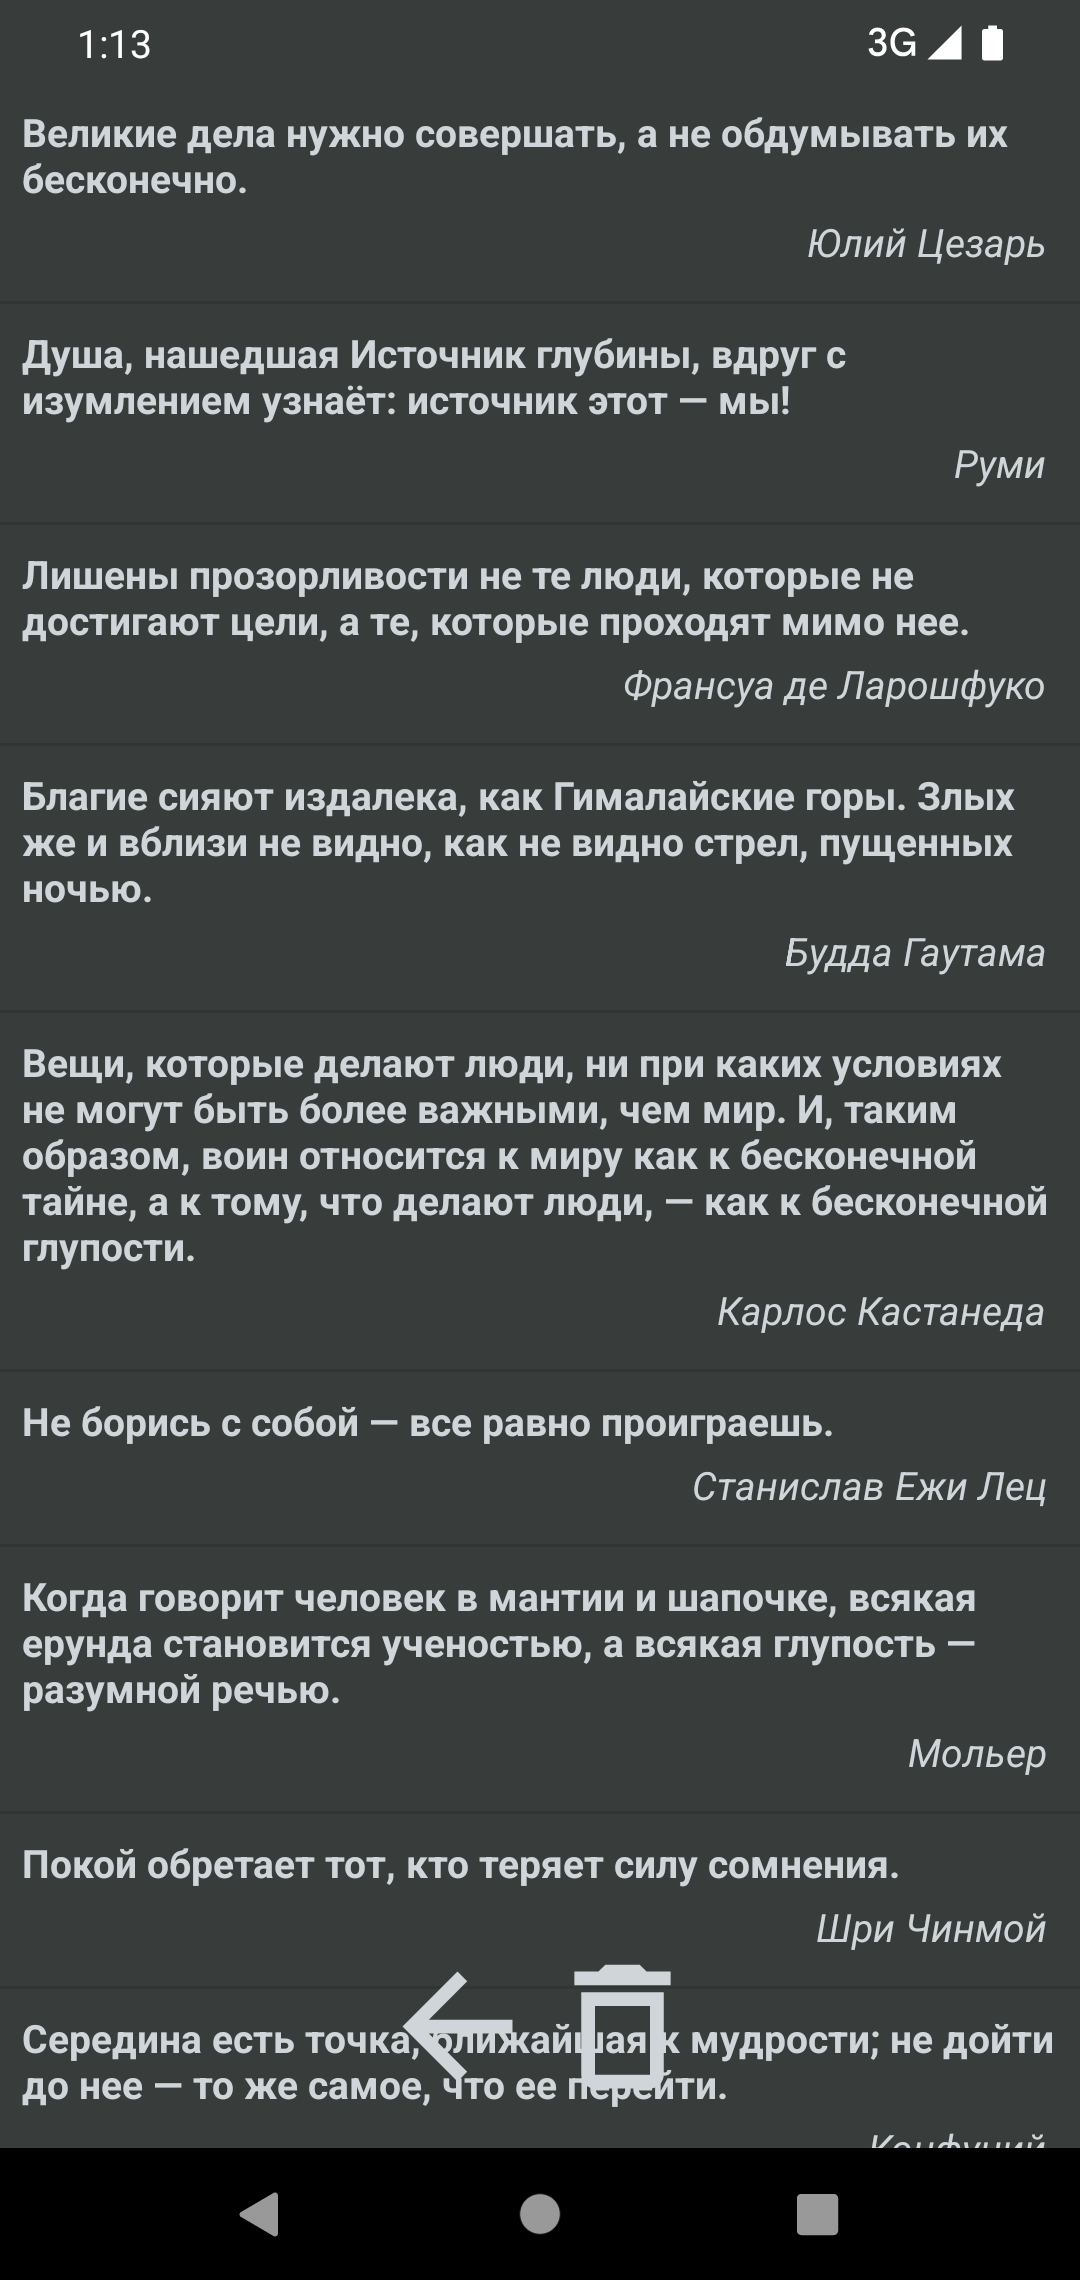 1:13
3G
Великие дела нужно совершать, а не обдумывать их
бесконечно.
Юлий Цезарь
Душа, нашедшая Источник глубины, вдруг с
изумлением узнаёт: источник этот — мы!
Руми
Лишены прозорливости не те люди, которые не
достигают цели, а те, которые проходят мимо нее.
Франсуа де Ларошфуко
Благие сияют издалека, как Гималайские горы. Злых
же и вблизи не видно, как не видно стрел, пущенных
ночью.
Будда Гаутама
Вещи, которые делают люди, ни при каких условиях
не могут быть более важными, чем мир. И, таким
образом, воин относится к миру как к бесконечной
тайне, а к тому, что делают люди, — как к бесконечной
глупости.
Карлос Кастанеда
Не борись с собой — все равно проиграешь.
Станислав Ежи Лец
Когда говорит человек в мантии и шапочке, всякая
ерунда становится ученостью, а всякая глупость —
разумной речью.
Мольер
Покой обретает тот, кто теряет силу сомнения.
Шри Чинмой
Середина есть точка, ближайшая к мудрости; не дойти
до нее — то же самое, что ее перейти.
Конфуций